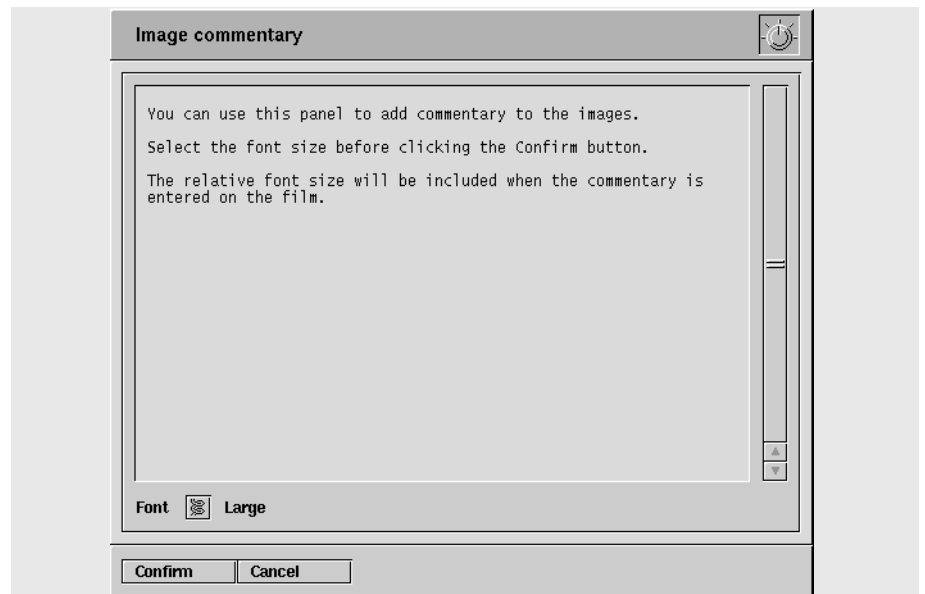 Image commentary
You can use this panel to add commentary to the images.
Select the font size before clicking the Confirm button.
The relative font size will be included when the commentary is
entered on the film.
Font Large
Confirm Cancel